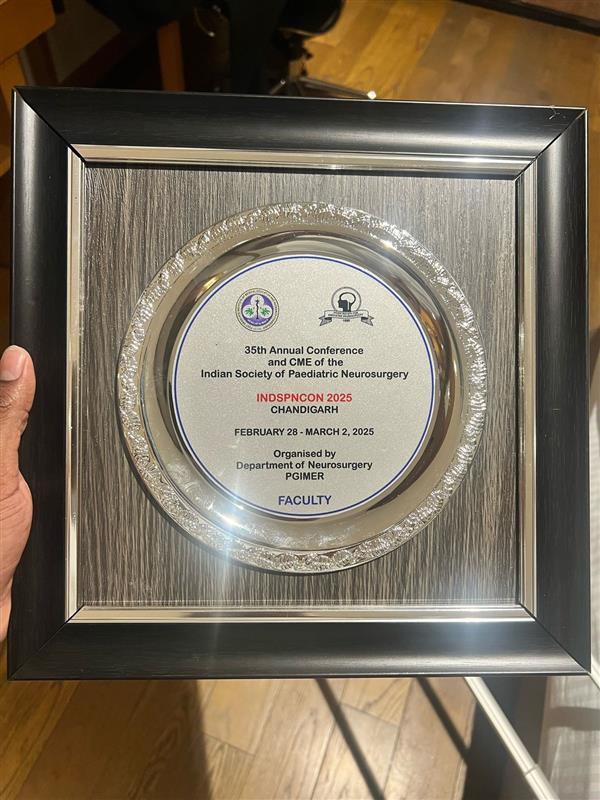 35th Annual Conference
and CME of the
Indian Society of Paediatric Neurosurgery
INDSPNCON 2025
CHANDIGARH
FEBRUARY 28 - MARCH 2, 2025
Organised by
Department of Neurosurgery
PGIMER
FACULTY